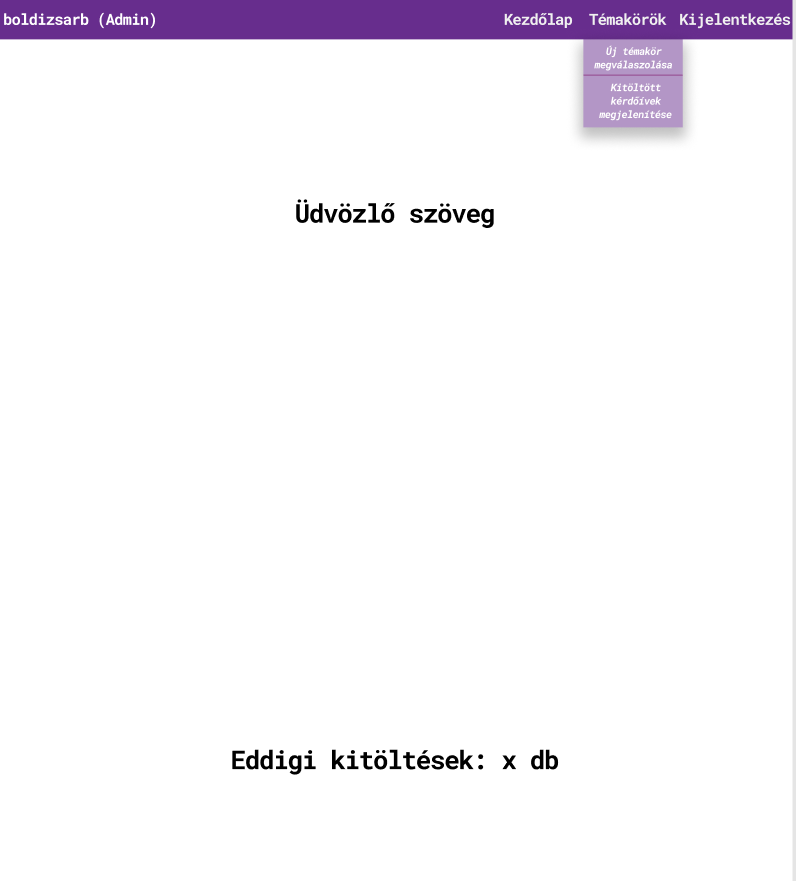 boldizsarb (Admin) Kezdőlap Témakörök Kijelentkezés
Új témakör
megválaszolása
Kitöltött
kérdőívek
megjelenítése
Üdvözlő szöveg
Eddigi kitöltések: x db